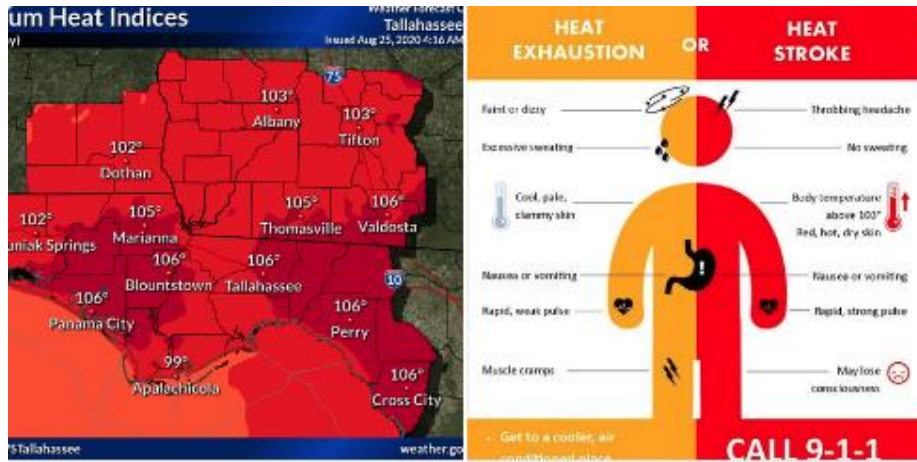 um Heat Indices
Weather Forecast
Tallahassee
Issued Aug 25, 2020 4:16 AM
y)
75
103°
Albany
103°
Tifton
102°
Dothan
102°
uniak Springs
105°
Marianna
105°
Thomasville
106°
Valdosta
106°
Blountstown
106°
Tallahassee
10
106°
Panama City
106°
Perry
99°
Apalachicola
106°
Cross City
STallahassee
weather.go
HEAT
EXHAUSTION
OR
HEAT
STROKE
Faint or dizzy
Throbbing headache
Excessive sweating
No sweating
Cool, pale,
clammy skin
Body temperature
above 103°
Red, hot, dry skin
Nausea or vomiting
Nausea or vomiting
Rapid, weak pulse
Rapid, strong pulse
Muscle cramps
May lose
consciousness
• Get to a cooler, air
conditioned place
CALL 9-1-1